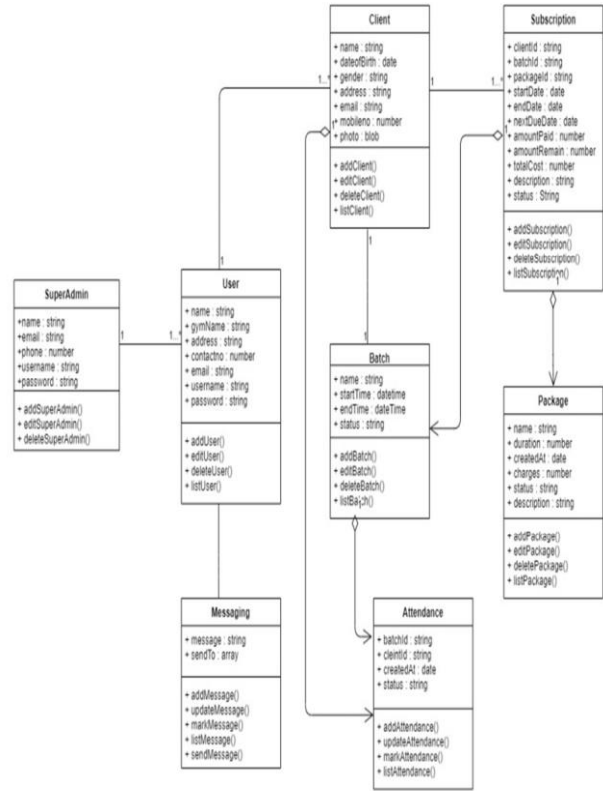 Client
+ name : string
+ dateofBirth : date
+ gender : string
+ address : string
+ email : string
+ mobileno : number
+ photo : blob
+ addClient()
+ editClient()
+ deleteClient()
+ listClient()
Subscription
+ clientId : string
+ batchId : string
+ packageId : string
+ startDate : date
+ endDate : date
+ nextDueDate : date
+ amountPaid : number
+ amountRemain : number
+ totalCost : number
+ description : string
+ status : String
+ addSubscription()
+ editSubscription()
+ deleteSubscription()
+ listSubscription()
1...*
1
1
1...*
1
1
1
1
1
SuperAdmin
+name : string
+email : string
+phone : number
+username : string
+password : string
+ addSuperAdmin()
+ editSuperAdmin()
+ deleteSuperAdmin()
1
1...*
User
+ name : string
+ gymName : string
+ address : string
+ contactno : number
+ email : string
+ username : string
+ password : string
+ addUser()
+ editUser()
+ deleteUser()
+ listUser()
1
Batch
+ name : string
+ startTime : datetime
+ endTime : dateTime
+ status : string
+ addBatch()
+ editBatch()
+ deleteBatch()
+ listBatch()
Package
+ name : string
+ duration : number
+ createdAt : date
+ charges : number
+ status : string
+ description : string
+ addPackage()
+ editPackage()
+ deletePackage()
+ listPackage()
1
Messaging
+ message : string
+ sendTo : array
+ addMessage()
+ updateMessage()
+ markMessage()
+ listMessage()
+ sendMessage()
Attendance
+ batchId : string
+ cleintId : string
+ createdAt : date
+ status : string
+ addAttendance()
+ updateAttendance()
+ markAttendance()
+ listAttendance()